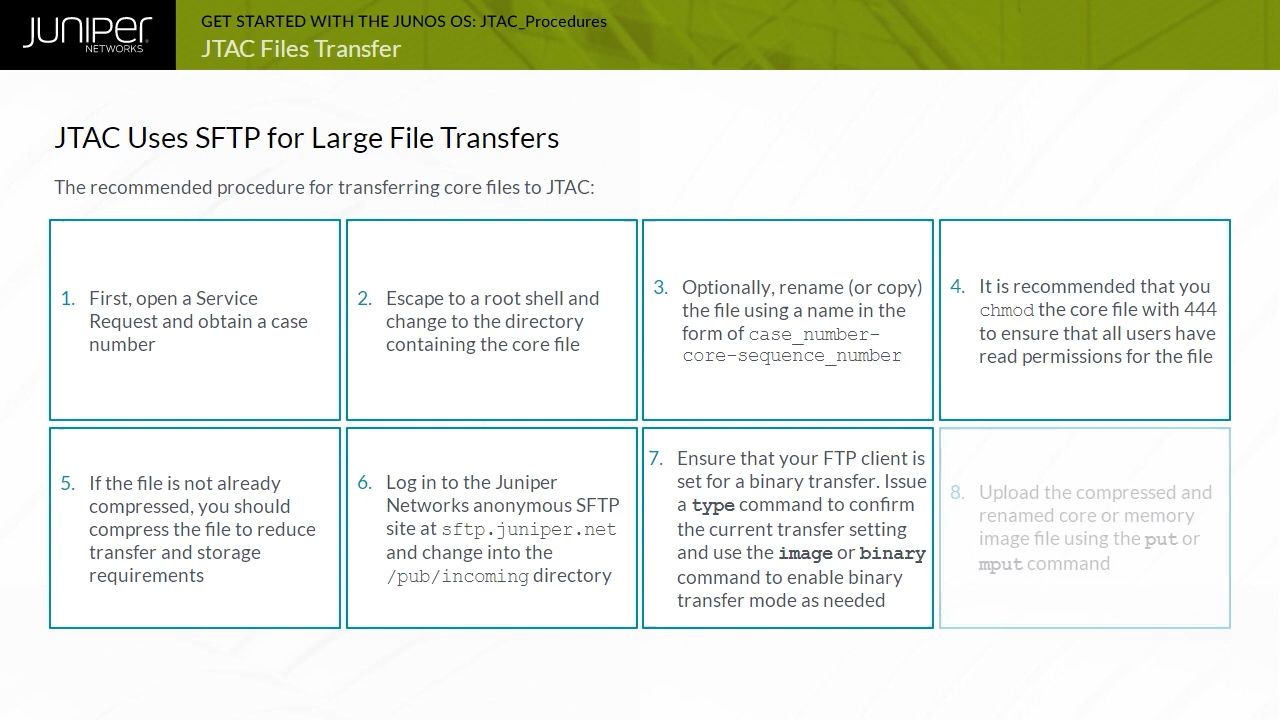 JUNIPER
NETWORKS
GET STARTED WITH THE JUNOS OS: JTAC_Procedures
JTAC Files Transfer
JTAC Uses SFTP for Large File Transfers
The recommended procedure for transferring core files to JTAC:
1. First, open a Service
Request and obtain a case
number
2. Escape to a root shell and
change to the directory
containing the core file
3. Optionally, rename (or copy)
the file using a name in the
form of case_number-
core-sequence_number
4. It is recommended that you
chmod the core file with 444
to ensure that all users have
read permissions for the file
5. If the file is not already
compressed, you should
compress the file to reduce
transfer and storage
requirements
6. Log in to the Juniper
Networks anonymous SFTP
site at sftp.juniper.net
and change into the
/pub/incoming directory
7. Ensure that your FTP client is
set for a binary transfer. Issue
a type command to confirm
the current transfer setting
and use the image or binary
command to enable binary
transfer mode as needed
8. Upload the compressed and
renamed core or memory
image file using the put or
mput command